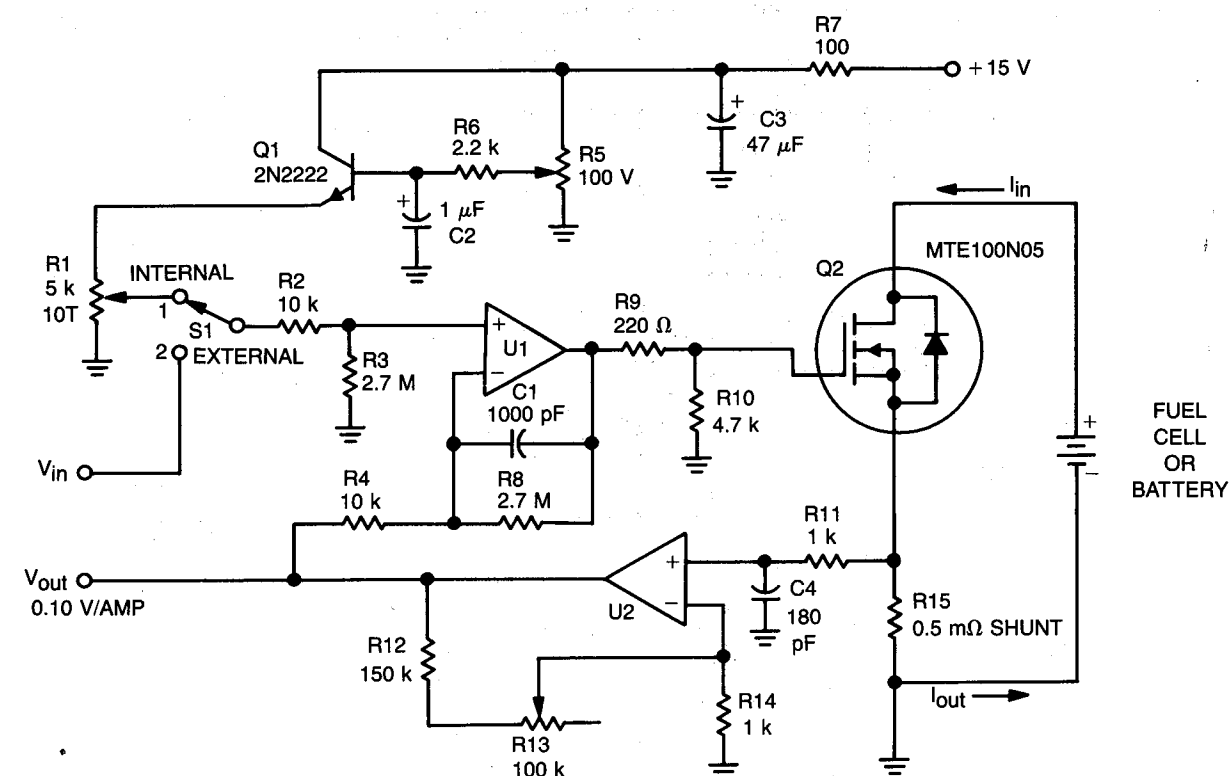 R7
100
+ 15 V
+
C3
47 μF
R6
2.2 k
R5
100 V
Q1
2N2222
+
1 μF
C2
I_in
MTE100N05
Q2
R1
5 k
10T
INTERNAL
1
S1
2
EXTERNAL
R2
10 k
R3
2.7 M
+
U1
−
C1
1000 pF
R9
220 Ω
R10
4.7 k
FUEL
CELL
OR
BATTERY
+
−
V_in
R4
10 k
R8
2.7 M
R11
1 k
V_out
0.10 V/AMP
+
−
U2
C4
180
pF
R15
0.5 mΩ SHUNT
R12
150 k
R13
100 k
R14
1 k
I_out